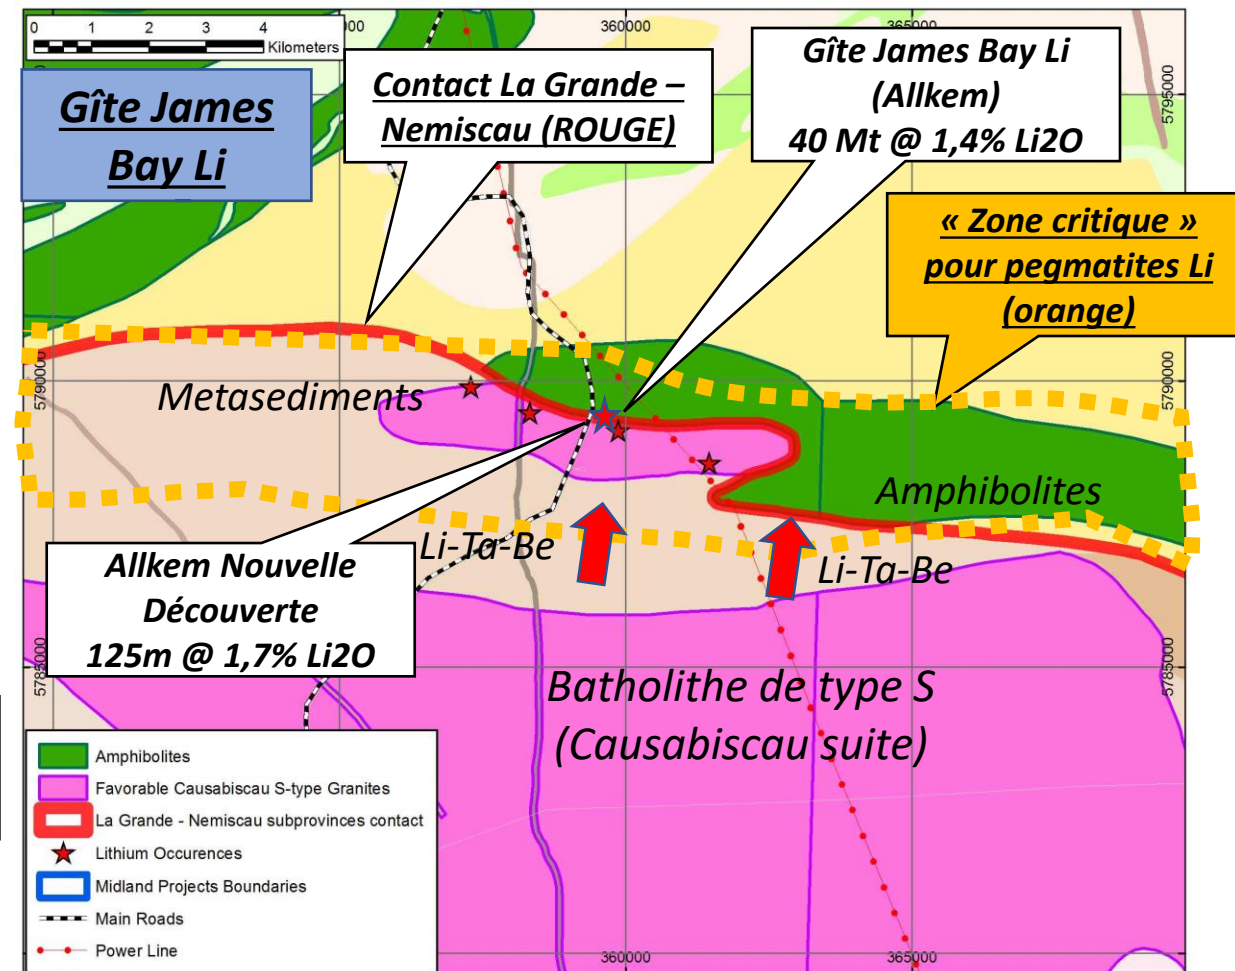 0 1 2 3 4
Kilometers
000
360000
365000
Gîte James
Bay Li
Contact La Grande –
Nemiscau (ROUGE)
Gîte James Bay Li
(Allkem)
40 Mt @ 1,4% Li2O
5795000
5795000
« Zone critique »
pour pegmatites Li
(orange)
5790000
5790000
Metasediments
Amphibolites
Li-Ta-Be
Li-Ta-Be
Allkem Nouvelle
Découverte
125m @ 1,7% Li2O
5785000
5785000
Batholithe de type S
(Causabiscau suite)
Amphibolites
Favorable Causabiscau S-type Granites
La Grande - Nemiscau subprovinces contact
Lithium Occurences
Midland Projects Boundaries
Main Roads
Power Line
360000
365000